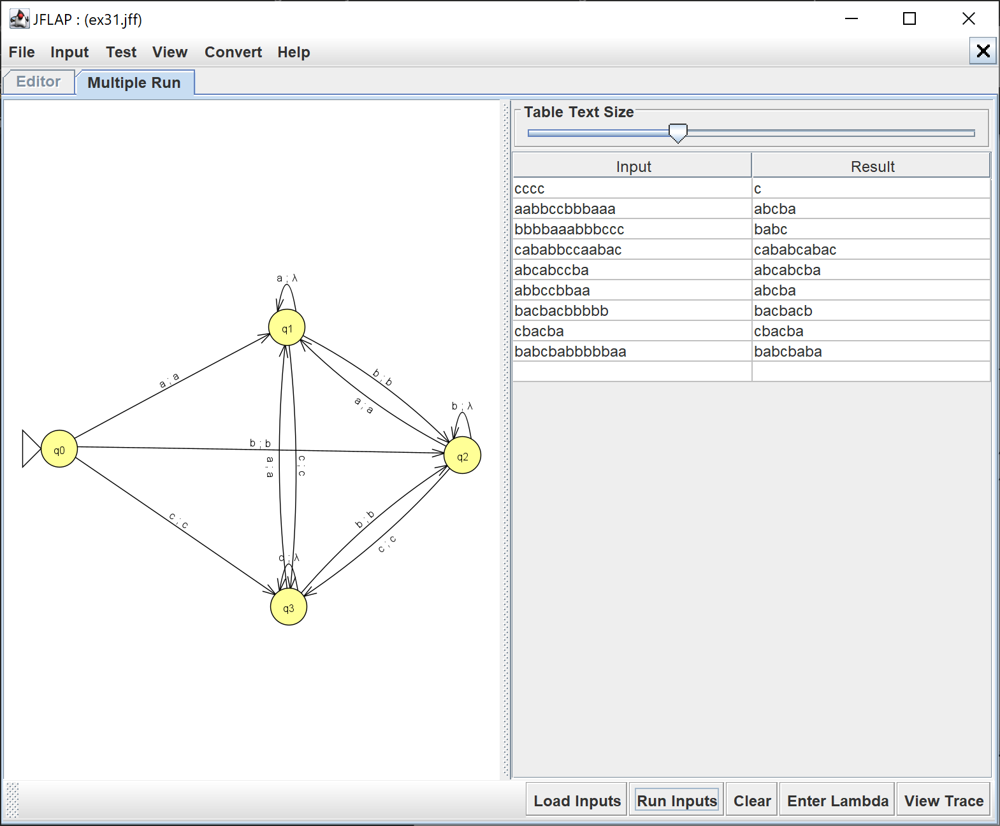 JFLAP : (ex31.jff)
File Input Test View Convert Help
Editor Multiple Run
Table Text Size
Input Result
cccc c
aabbccbbbaaa abcba
bbbbaaabbbccc babc
cababbccaabac cababcabac
abcabccba abcabcba
abbccbbaa abcba
bacbacbbbbb bacbacb
cbacba cbacba
babcbabbbbbaa babcbaba
a ; λ
q1
a ; a
b ; b
a ; a
b ; λ
q0
b ; b
a ; a
c ; c
q2
c ; c
b ; b
c ; c
c ; λ
q3
Load Inputs Run Inputs Clear Enter Lambda View Trace